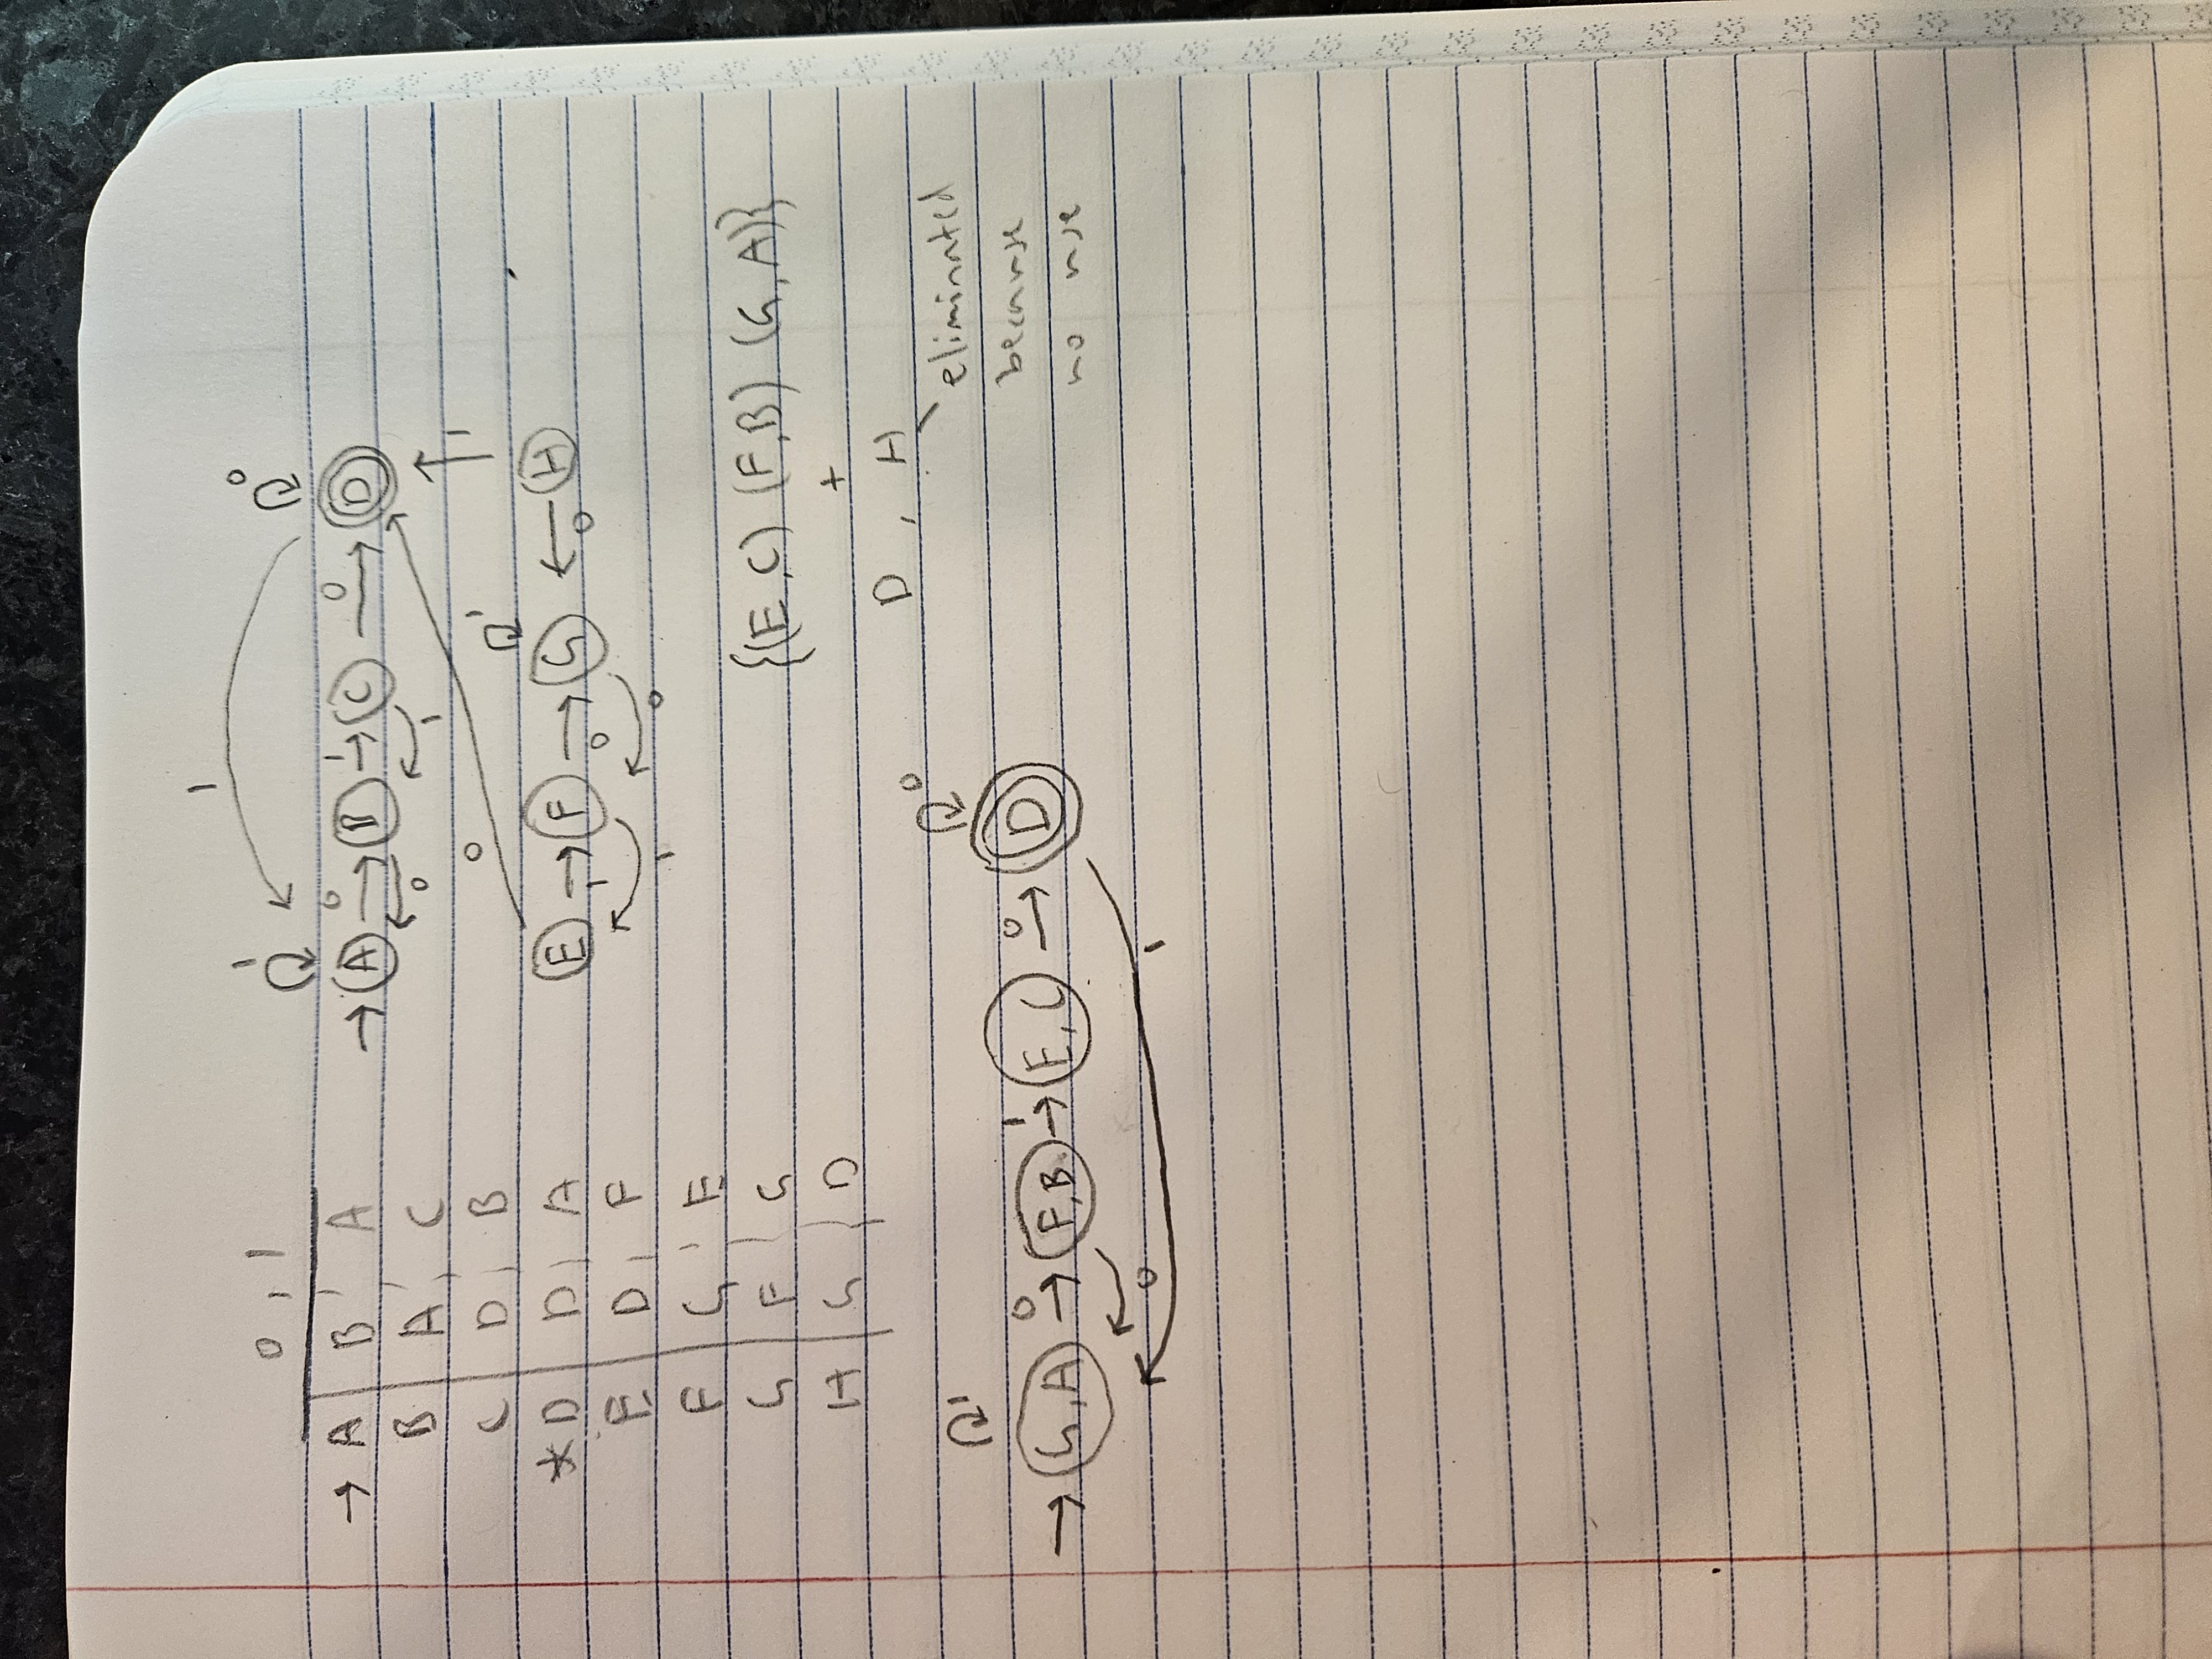 0 , 1
→ A | B , A
B | A , C
C | D , B
* D | D , A
E | D , F
F | G , E
G | F , G
H | G , D
1
1 0
→ A 0 → B 1 → C 0 → D
0 1
0 1 1
E → F → G ← H
1 0 0
1 0
{(E,C) (F,B) (G,A)}
+
D , H
eliminated
because
no use
1 0
→ G,A 0 → F,B 1 → E,C 0 → D
0 1